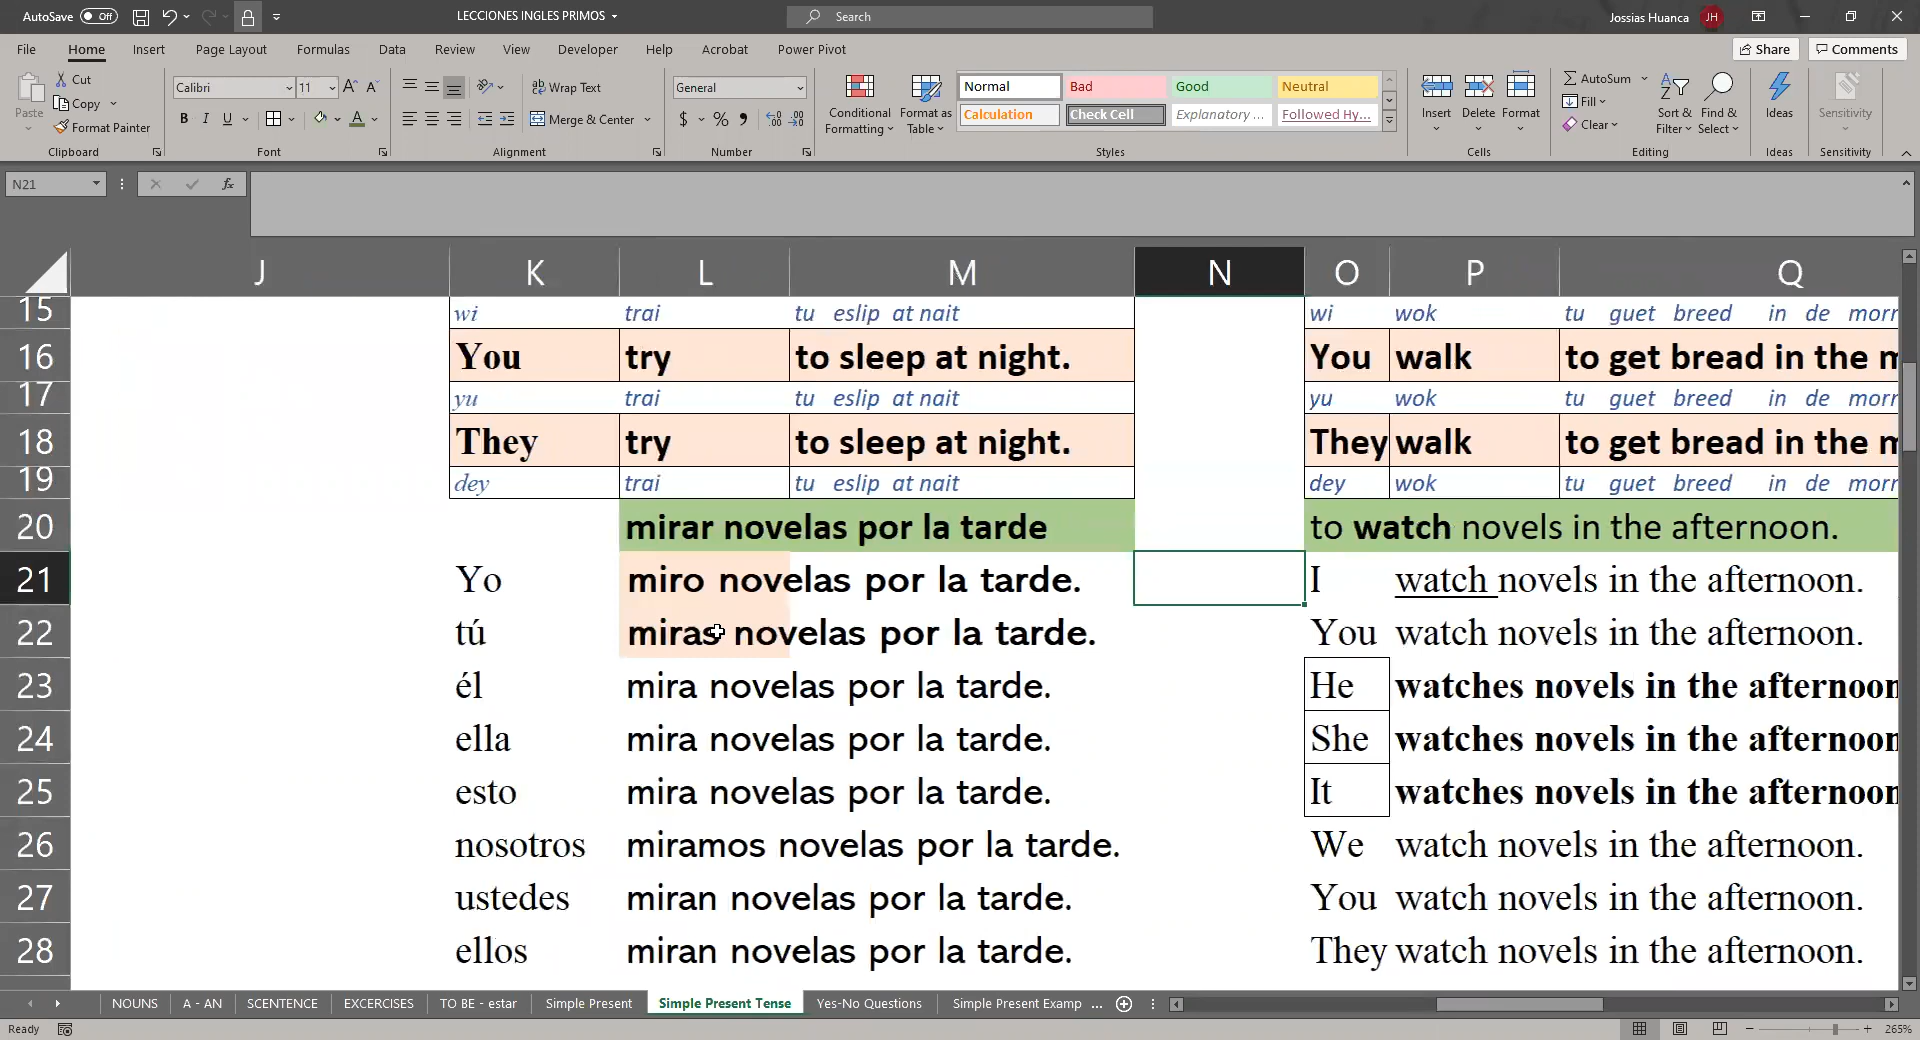 AutoSave Off LECCIONES INGLES PRIMOS Search Jossias Huanca JH
File Home Insert Page Layout Formulas Data Review View Developer Help Acrobat Power Pivot Share Comments
Paste Cut Copy Format Painter
Calibri 11 A A B I U A
Wrap Text Merge & Center
General $ % 
Conditional Formatting Format as Table
Normal Bad Good Neutral
Calculation Check Cell Explanatory ... Followed Hy...
Insert Delete Format
AutoSum Fill Clear Sort & Filter Find & Select
Ideas Sensitivity
Clipboard Font Alignment Number Styles Cells Editing Ideas Sensitivity
N21 fx
J K L M N O P Q
15 wi trai tu eslip at nait wi wok tu guet breed in de morr
16 You try to sleep at night. You walk to get bread in the m
17 yu trai tu eslip at nait yu wok tu guet breed in de morr
18 They try to sleep at night. They walk to get bread in the m
19 dey trai tu eslip at nait dey wok tu guet breed in de morr
20 mirar novelas por la tarde to watch novels in the afternoon.
21 Yo miro novelas por la tarde. I watch novels in the afternoon.
22 tú miras novelas por la tarde. You watch novels in the afternoon.
23 él mira novelas por la tarde. He watches novels in the afternoon
24 ella mira novelas por la tarde. She watches novels in the afternoon
25 esto mira novelas por la tarde. It watches novels in the afternoon
26 nosotros miramos novelas por la tarde. We watch novels in the afternoon.
27 ustedes miran novelas por la tarde. You watch novels in the afternoon.
28 ellos miran novelas por la tarde. They watch novels in the afternoon.
NOUNS A - AN SCENTENCE EXCERCISES TO BE - estar Simple Present Simple Present Tense Yes-No Questions Simple Present Examp ...
Ready 265%